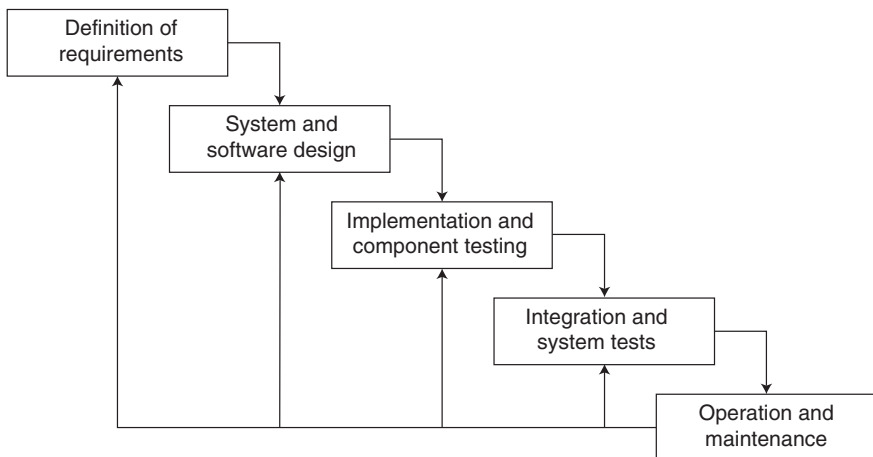 Definition of
requirements
System and
software design
Implementation and
component testing
Integration and
system tests
Operation and
maintenance